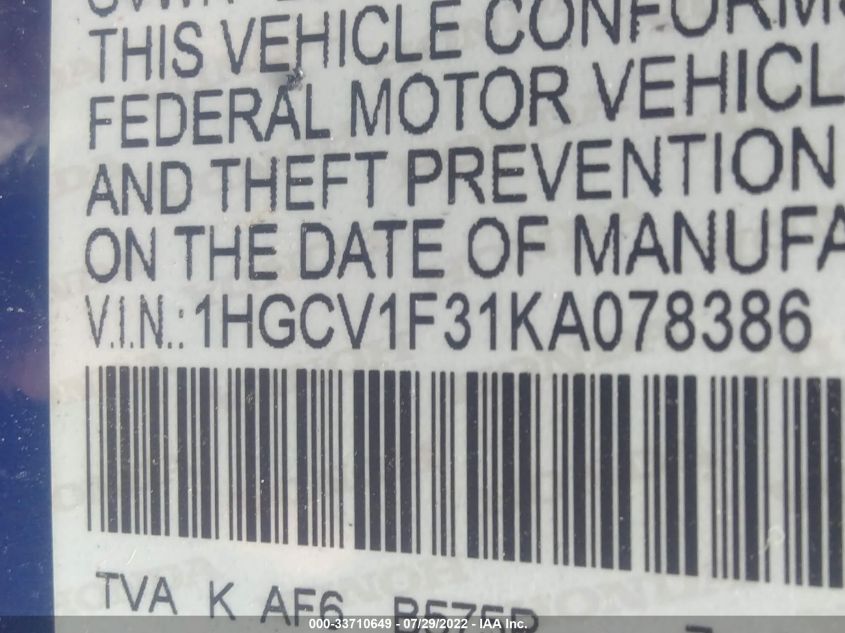 THIS VEHICLE CONFORMS
FEDERAL MOTOR VEHICL
AND THEFT PREVENTION
ON THE DATE OF MANUFA
V.I.N.: 1HGCV1F31KA078386
TVA K AF6 B575P
000-33710649 - 07/29/2022 - IAA Inc.